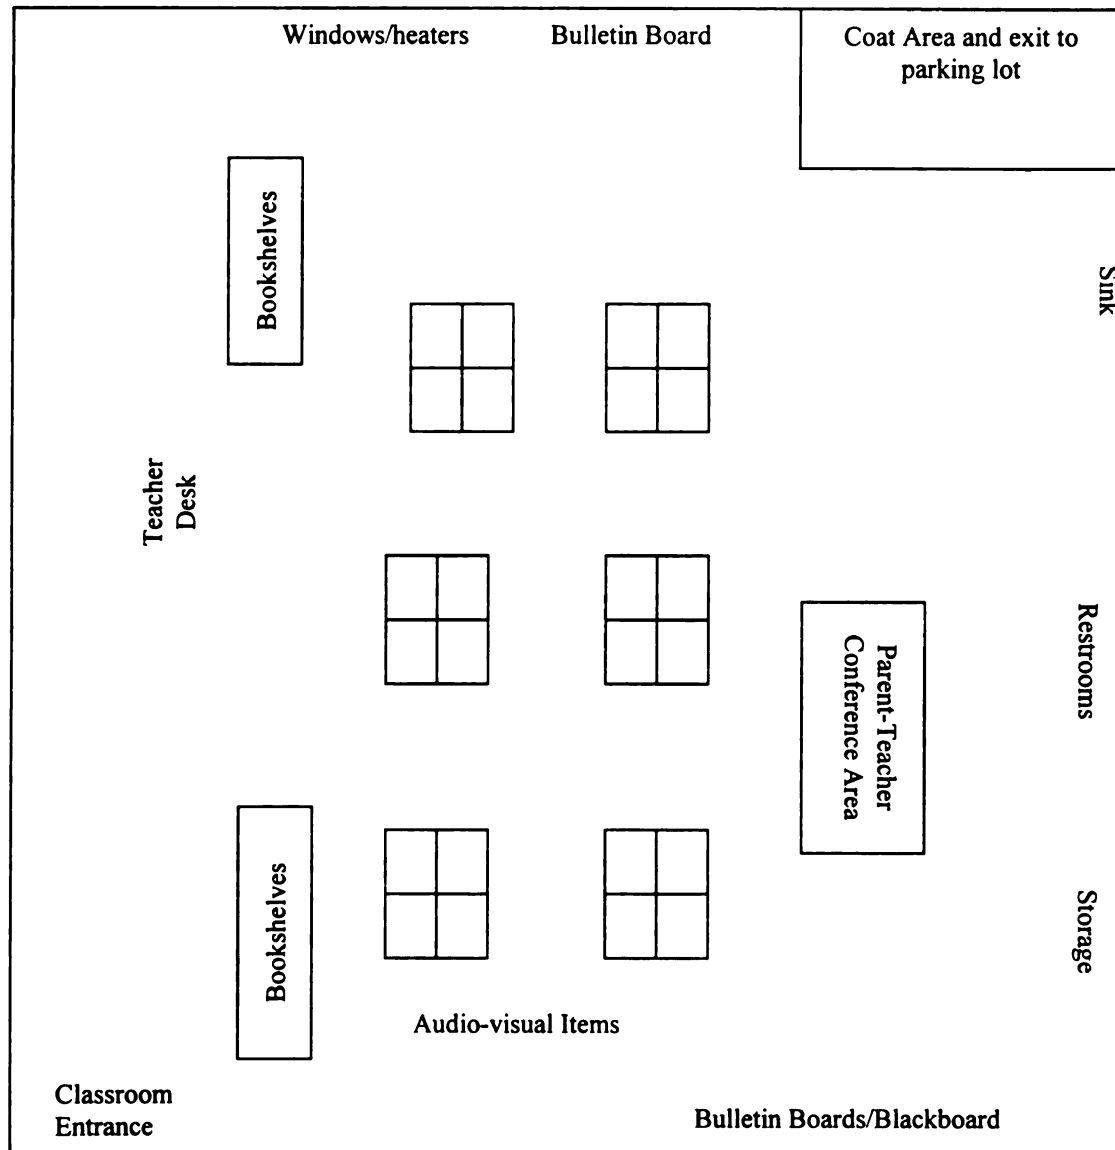 Windows/heaters
Bulletin Board
Coat Area and exit to
parking lot
Bookshelves
Sink
Teacher
Desk
Parent-Teacher
Conference Area
Restrooms
Bookshelves
Storage
Audio-visual Items
Classroom
Entrance
Bulletin Boards/Blackboard